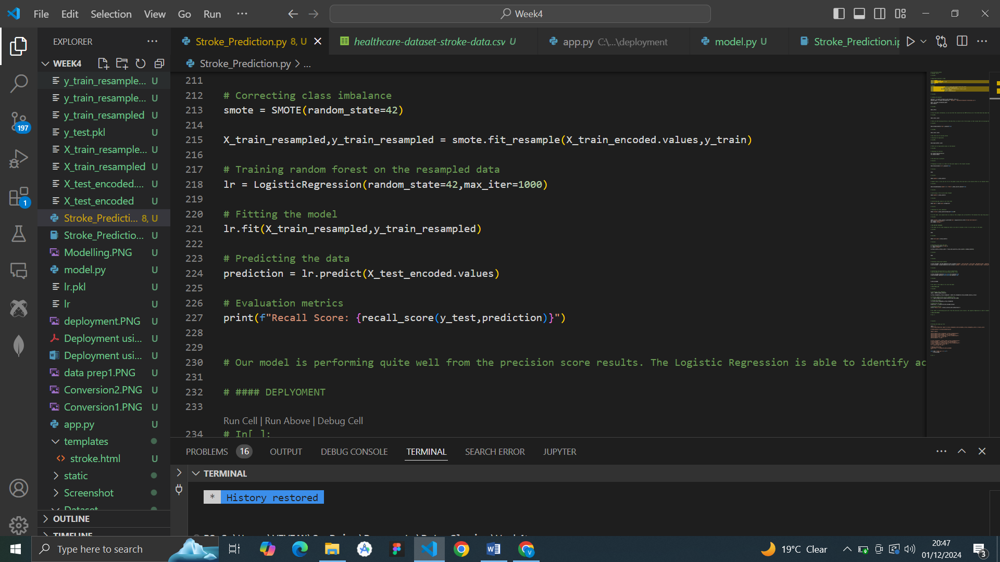 File Edit Selection View Go Run ··· Week4
EXPLORER ···
Stroke_Prediction.py 8, U
healthcare-dataset-stroke-data.csv U
app.py C:\...\deployment
model.py U
Stroke_Prediction.ip
WEEK4
Stroke_Prediction.py > ...
y_train_resample... U
y_train_resample... U
y_train_resampled U
y_test.pkl U
X_train_resample... U
X_train_resampled U
X_test_encoded.... U
X_test_encoded U
Stroke_Predicti... 8, U
Stroke_Predictio... U
Modelling.PNG U
model.py U
lr.pkl U
lr U
deployment.PNG U
Deployment usi... U
Deployment usi... U
data prep1.PNG U
Conversion2.PNG U
Conversion1.PNG U
app.py U
templates
stroke.html U
static
Screenshot
Dataset
OUTLINE
TIMELINE
197
1
211
212 # Correcting class imbalance
213 smote = SMOTE(random_state=42)
214
215 X_train_resampled,y_train_resampled = smote.fit_resample(X_train_encoded.values,y_train)
216
217 # Training random forest on the resampled data
218 lr = LogisticRegression(random_state=42,max_iter=1000)
219
220 # Fitting the model
221 lr.fit(X_train_resampled,y_train_resampled)
222
223 # Predicting the data
224 prediction = lr.predict(X_test_encoded.values)
225
226 # Evaluation metrics
227 print(f"Recall Score: {recall_score(y_test,prediction)}")
228
229
230 # Our model is performing quite well from the precision score results. The Logistic Regression is able to identify ac
231
232 # #### DEPLYOMENT
233
Run Cell | Run Above | Debug Cell
234 # In[ ]:
PROBLEMS 16 OUTPUT DEBUG CONSOLE TERMINAL SEARCH ERROR JUPYTER
TERMINAL
* History restored
Type here to search
19°C Clear
20:47
01/12/2024
3